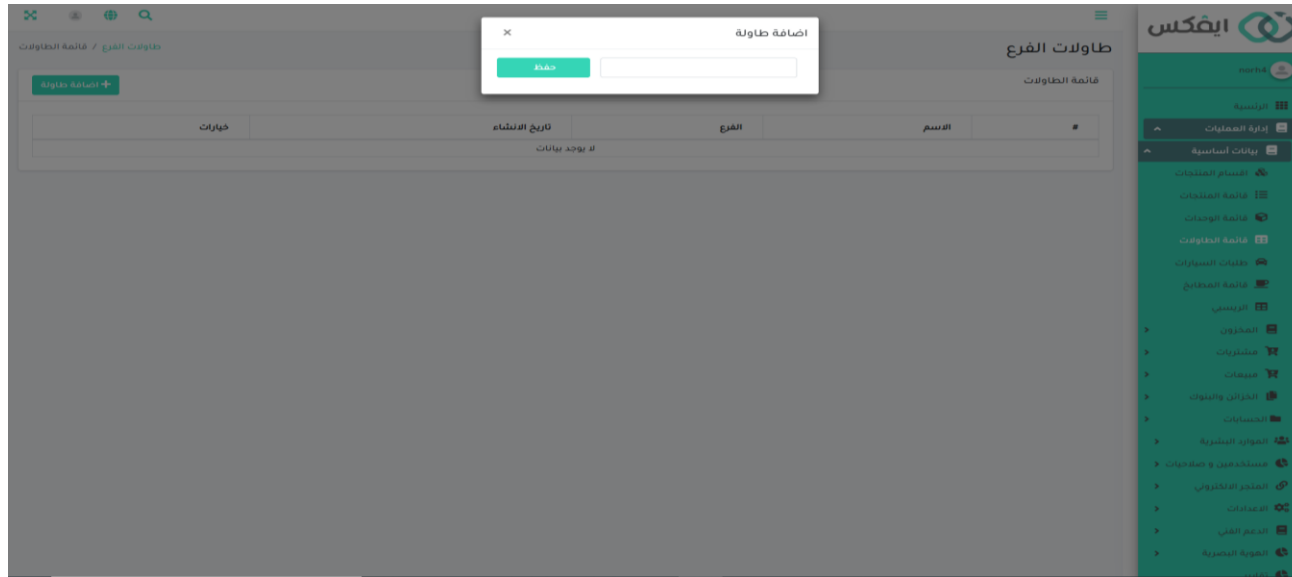 ايفكس
norha
الرئيسية
إدارة العمليات
بيانات أساسية
اقسام المنتجات
قائمة المنتجات
قائمة الوحدات
قائمة الطاولات
طلبات السيارات
قائمة المطابخ
الريسبي
المخزون
مشتريات
مبيعات
الخزائن والبنوك
الحسابات
الموارد البشرية
مستخدمين و صلاحيات
المتجر الالكتروني
الاعدادات
الدعم الفني
الهوية البصرية
طاولات الفرع
طاولات الفرع / قائمة الطاولات
اضافة طاولة ×
حفظ
قائمة الطاولات
+ اضافة طاولة
# الاسم الفرع تاريخ الانشاء خيارات
لا يوجد بيانات